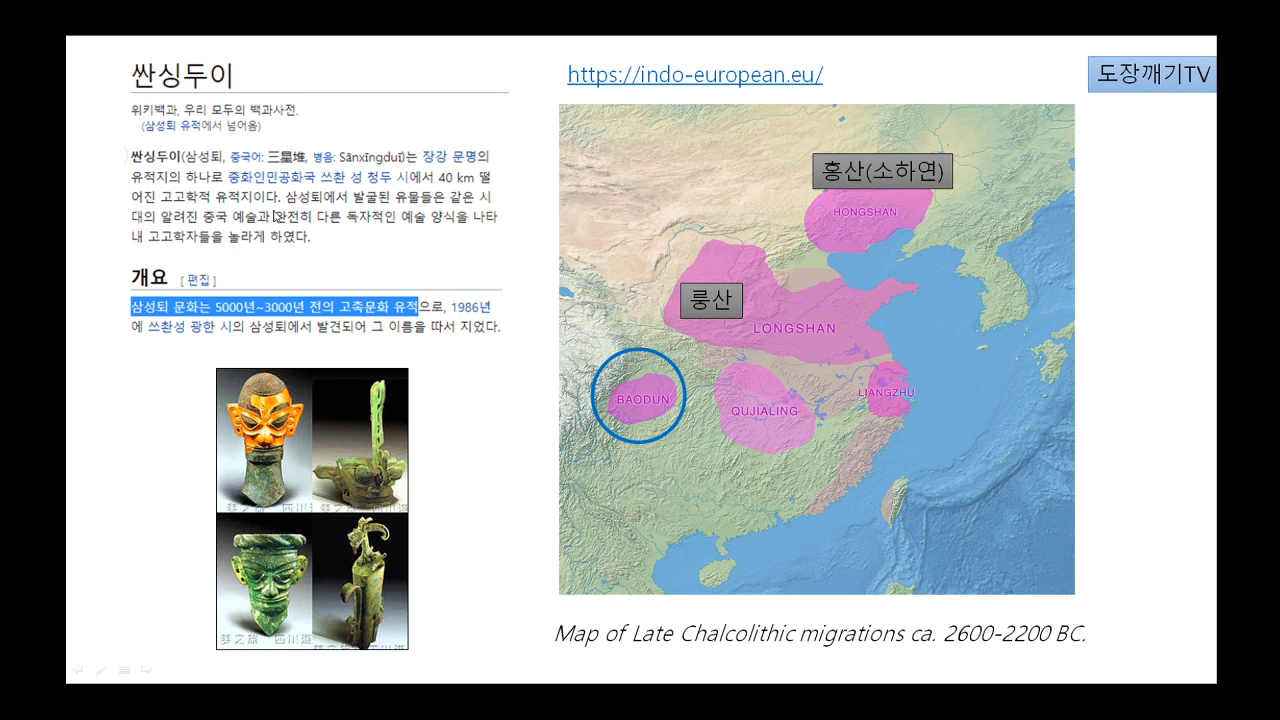 싼싱두이
위키백과, 우리 모두의 백과사전.
(삼성퇴 유적에서 넘어옴)
싼싱두이(삼성퇴, 중국어: 三星堆, 병음: Sānxīngduī)는 장강 문명의
유적지의 하나로 중화인민공화국 쓰촨 성 청두 시에서 40 km 떨
어진 고고학적 유적지이다. 삼성퇴에서 발굴된 유물들은 같은 시
대의 알려진 중국 예술과 완전히 다른 독자적인 예술 양식을 나타
내 고고학자들을 놀라게 하였다.
개요 [ 편집 ]
삼성퇴 문화는 5000년~3000년 전의 고촉문화 유적으로, 1986년
에 쓰촨성 광한 시의 삼성퇴에서 발견되어 그 이름을 따서 지었다.
https://indo-european.eu/
도장깨기TV
홍산(소하연)
HONGSHAN
룽산
LONGSHAN
BAODUN
QUJIALING
LIANGZHU
Map of Late Chalcolithic migrations ca. 2600-2200 BC.